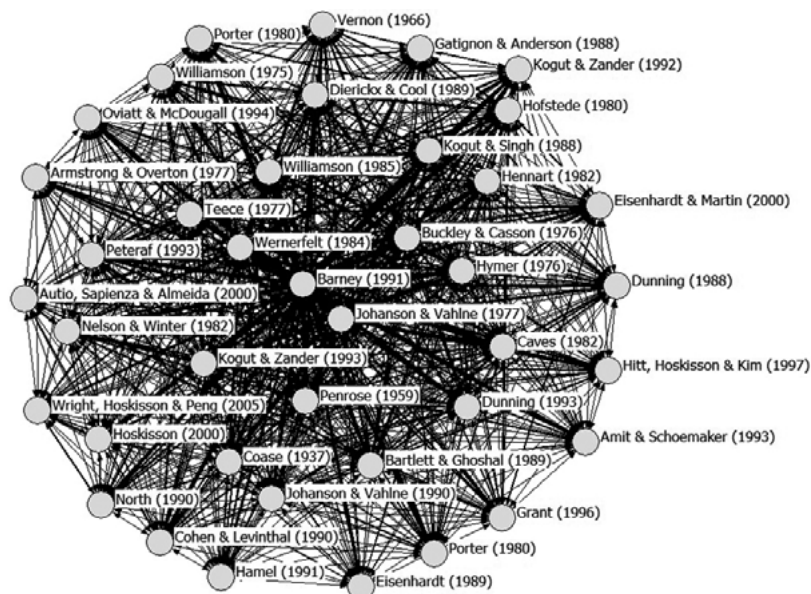 Vernon (1966)
Porter (1980)
Gatignon & Anderson (1988)
Kogut & Zander (1992)
Williamson (1975)
Dierickx & Cool (1989)
Hofstede (1980)
Oviatt & McDougall (1994)
Kogut & Singh (1988)
Williamson (1985)
Armstrong & Overton (1977)
Hennart (1982)
Eisenhardt & Martin (2000)
Teece (1977)
Buckley & Casson (1976)
Wernerfelt (1984)
Peteraf (1993)
Hymer (1976)
Barney (1991)
Dunning (1988)
Autio, Sapienza & Almeida (2000)
Johanson & Vahlne (1977)
Nelson & Winter (1982)
Caves (1982)
Kogut & Zander (1993)
Hitt, Hoskisson & Kim (1997)
Penrose (1959)
Dunning (1993)
Wright, Hoskisson & Peng (2005)
Hoskisson (2000)
Amit & Schoemaker (1993)
Coase (1937)
Bartlett & Ghoshal (1989)
North (1990)
Johanson & Vahlne (1990)
Grant (1996)
Cohen & Levinthal (1990)
Porter (1980)
Hamel (1991)
Eisenhardt (1989)